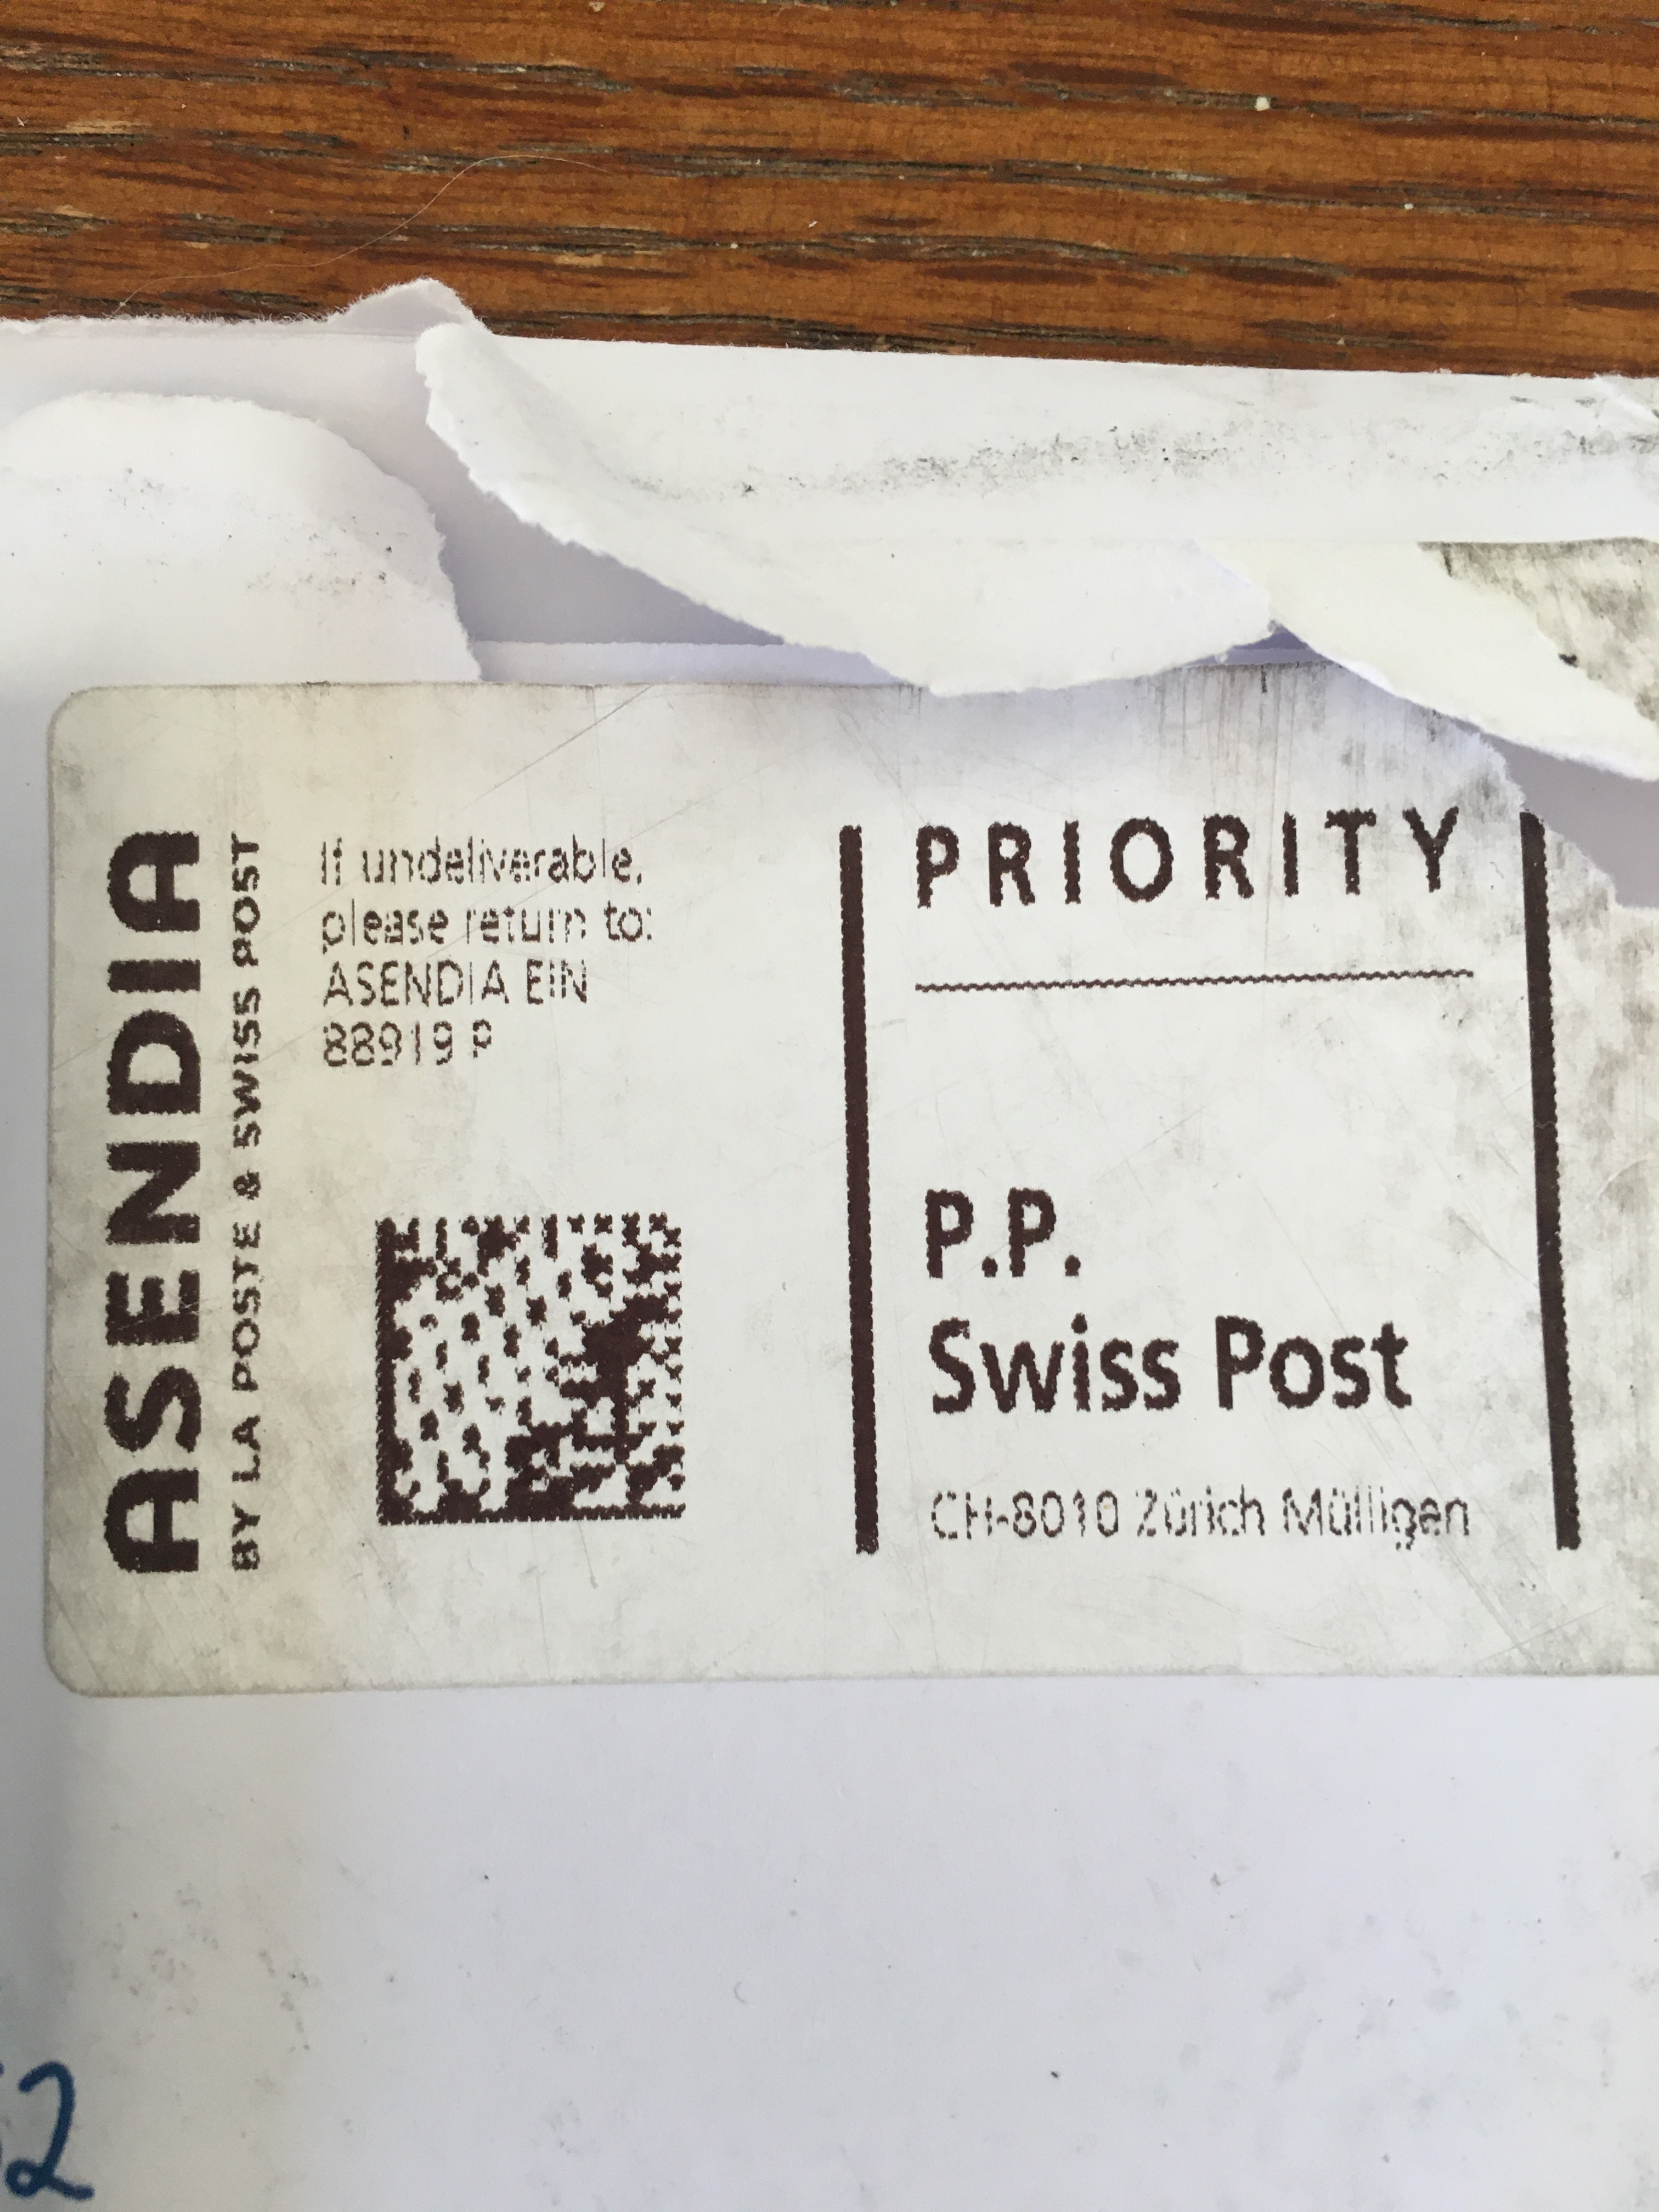 ASENDIA
BY LA POSTE & SWISS POST
If undeliverable,
please return to:
ASENDIA EIN
88919 P
PRIORITY
P.P.
Swiss Post
CH-8010 Zürich Mülligen
2